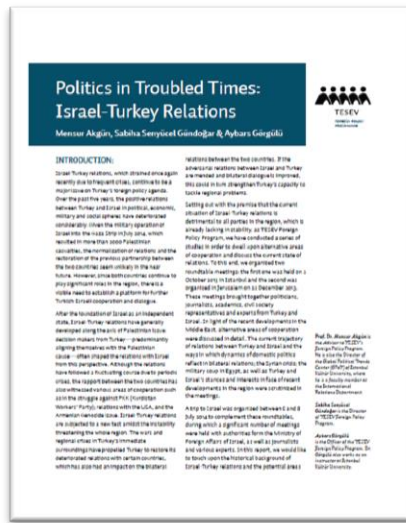 Politics in Troubled Times:
Israel-Turkey Relations
Mensur Akgün, Sabiha Senyücel Gündoğar & Aybars Görgülü
TESEV
INTRODUCTION:
Israel Turkey relations, which strained once again
recently due to frequent crises, continue to be a
major issue on Turkey's foreign policy agenda.
Over the past five years, the positive relations
between Turkey and Israel in political, economic,
military and social spheres have deteriorated
considerably. Given the military operation of
Israel into the Gaza Strip in July 2014, which
resulted in more than 2000 Palestinian
casualties, the normalization of relations and the
restoration of the previous partnership between
the two countries seem unlikely in the near
future. However, since both countries continue to
play significant roles in the region, there is a
visible need to establish a platform for further
Turkish-Israeli cooperation and dialogue.
After the foundation of Israel as an independent
state, Israel Turkey relations have generally
developed along the axis of Palestinian issue
decision makers from Turkey—predominantly
aligning themselves with the Palestinian
cause—often shaped the relations with Israel
from this perspective. Although the relations
have followed a fluctuating course due to periodic
crises, the rapport between the two countries has
also witnessed various areas of cooperation such
as in the struggle against PKK (Kurdistan
Workers' Party), relations with the USA, and the
Armenian Genocide issue. Israel Turkey relations
are subjected to a new test amidst the instability
threatening the whole region. The wars and
regional crises in Turkey's immediate
surroundings have propelled Turkey to restore its
deteriorated relations with certain countries,
which has also had an impact on the bilateral
relations between the two countries. If the
adversarial relations between Israel and Turkey
are mended and bilateral dialogue is improved,
this could in turn strengthen Turkey's capacity to
tackle regional problems.
Setting out with the premise that the current
situation of Israel Turkey relations is
detrimental to all parties in the region, which is
already lacking in stability, as TESEV Foreign
Policy Program, we have conducted a series of
studies in order to dwell upon alternative areas
of cooperation and discuss the current state of
relations. To this end, we organized two
roundtable meetings; the first one was held on 2
October 2013 in Istanbul and the second was
organized in Jerusalem on 22 December 2013.
These meetings brought together politicians,
journalists, academics, civil society
representatives and experts from Turkey and
Israel. In light of the recent developments in the
Middle East, alternative areas of cooperation
were discussed in detail. The current trajectory
of relations between Turkey and Israel and the
ways in which dynamics of domestic politics
reflect in bilateral relations; the Syrian crisis; the
military coup in Egypt, as well as Turkey and
Israel's stances and interests in face of recent
developments in the region were scrutinized in
the meetings.
A trip to Israel was organized between 6 and 8
July 2014 to complement these roundtables,
during which a significant number of meetings
were held with authorities form the Ministry of
Foreign Affairs of Israel, as well as journalists
and various experts. In this report, we would like
to touch upon the historical background of
Israel-Turkey relations and the potential areas
Prof. Dr. Mensur Akgün is
the Advisor to TESEV
Foreign Policy Program.
He is also the Director of
the Global Political Trends
Center (GPoT) at Istanbul
Kültür University, where
he is a faculty member at
the International
Relations Department
Sabiha Senyücel
Gündoğar is the Director
of TESEV Foreign Policy
Program.
Aybars Görgülü
is the Officer of the TESEV
Foreign Policy Program. Dr.
Görgülü also works as an
instructor at Istanbul
Kültür University.